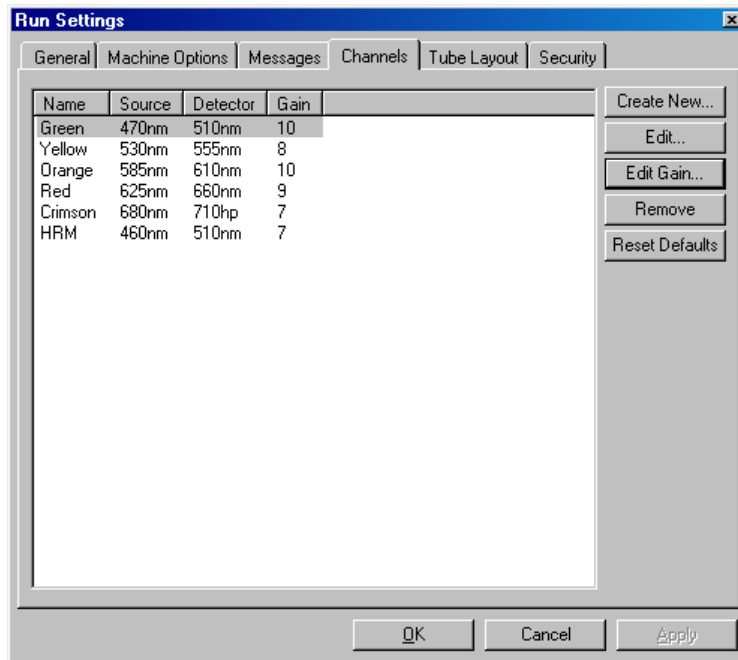 Run Settings
General Machine Options Messages Channels Tube Layout Security
Name Source Detector Gain
Green 470nm 510nm 10
Yellow 530nm 555nm 8
Orange 585nm 610nm 10
Red 625nm 660nm 9
Crimson 680nm 710hp 7
HRM 460nm 510nm 7
Create New...
Edit...
Edit Gain...
Remove
Reset Defaults
OK Cancel Apply